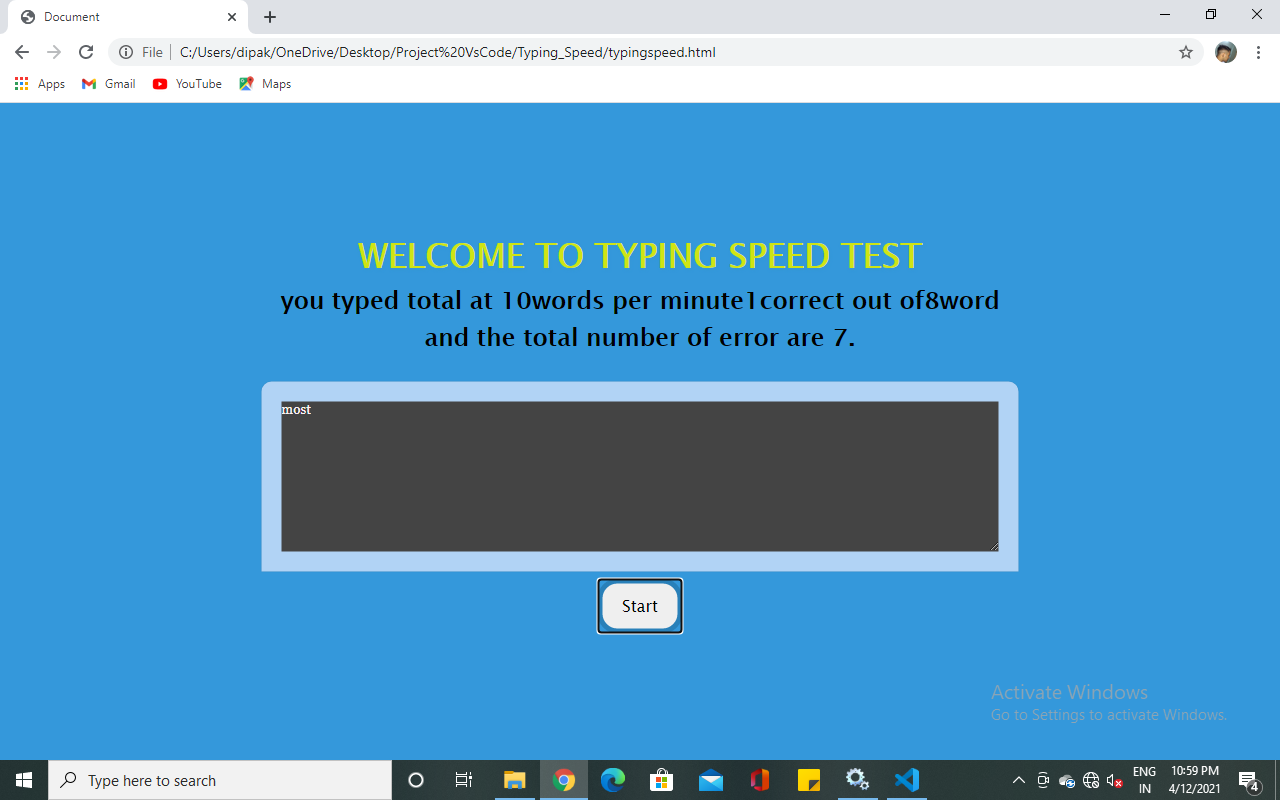 Document
File
C:/Users/dipak/OneDrive/Desktop/Project%20VsCode/Typing_Speed/typingspeed.html
Apps
Gmail
YouTube
Maps
WELCOME TO TYPING SPEED TEST
you typed total at 10words per minute1correct out of8word
and the total number of error are 7.
most
Start
Activate Windows
Go to Settings to activate Windows.
Type here to search
ENG
IN
10:59 PM
4/12/2021
4